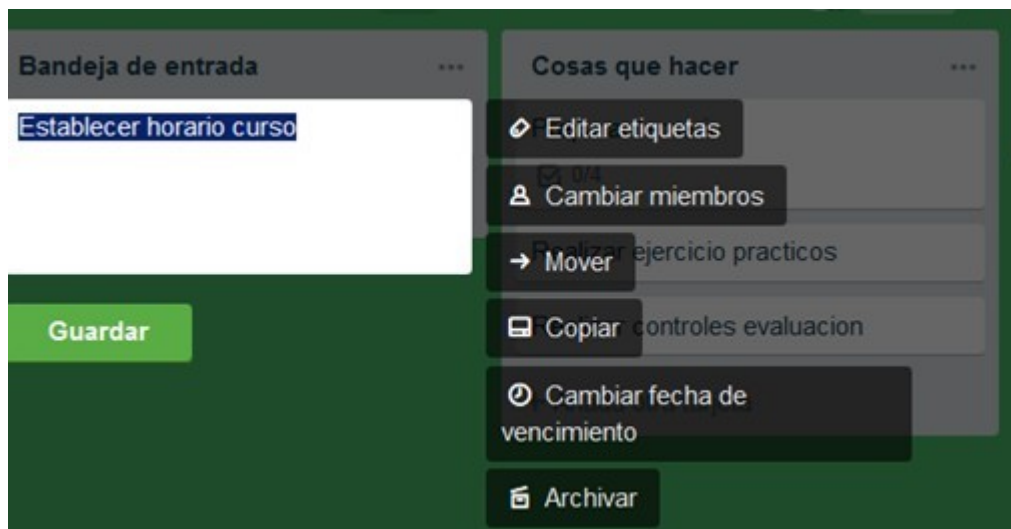 Bandeja de entrada ...
Cosas que hacer ...
Establecer horario curso
Guardar
Editar etiquetas
0/4
Cambiar miembros
Realizar ejercicio practicos
Mover
controles evaluacion
Copiar
Cambiar fecha de
vencimiento
Archivar